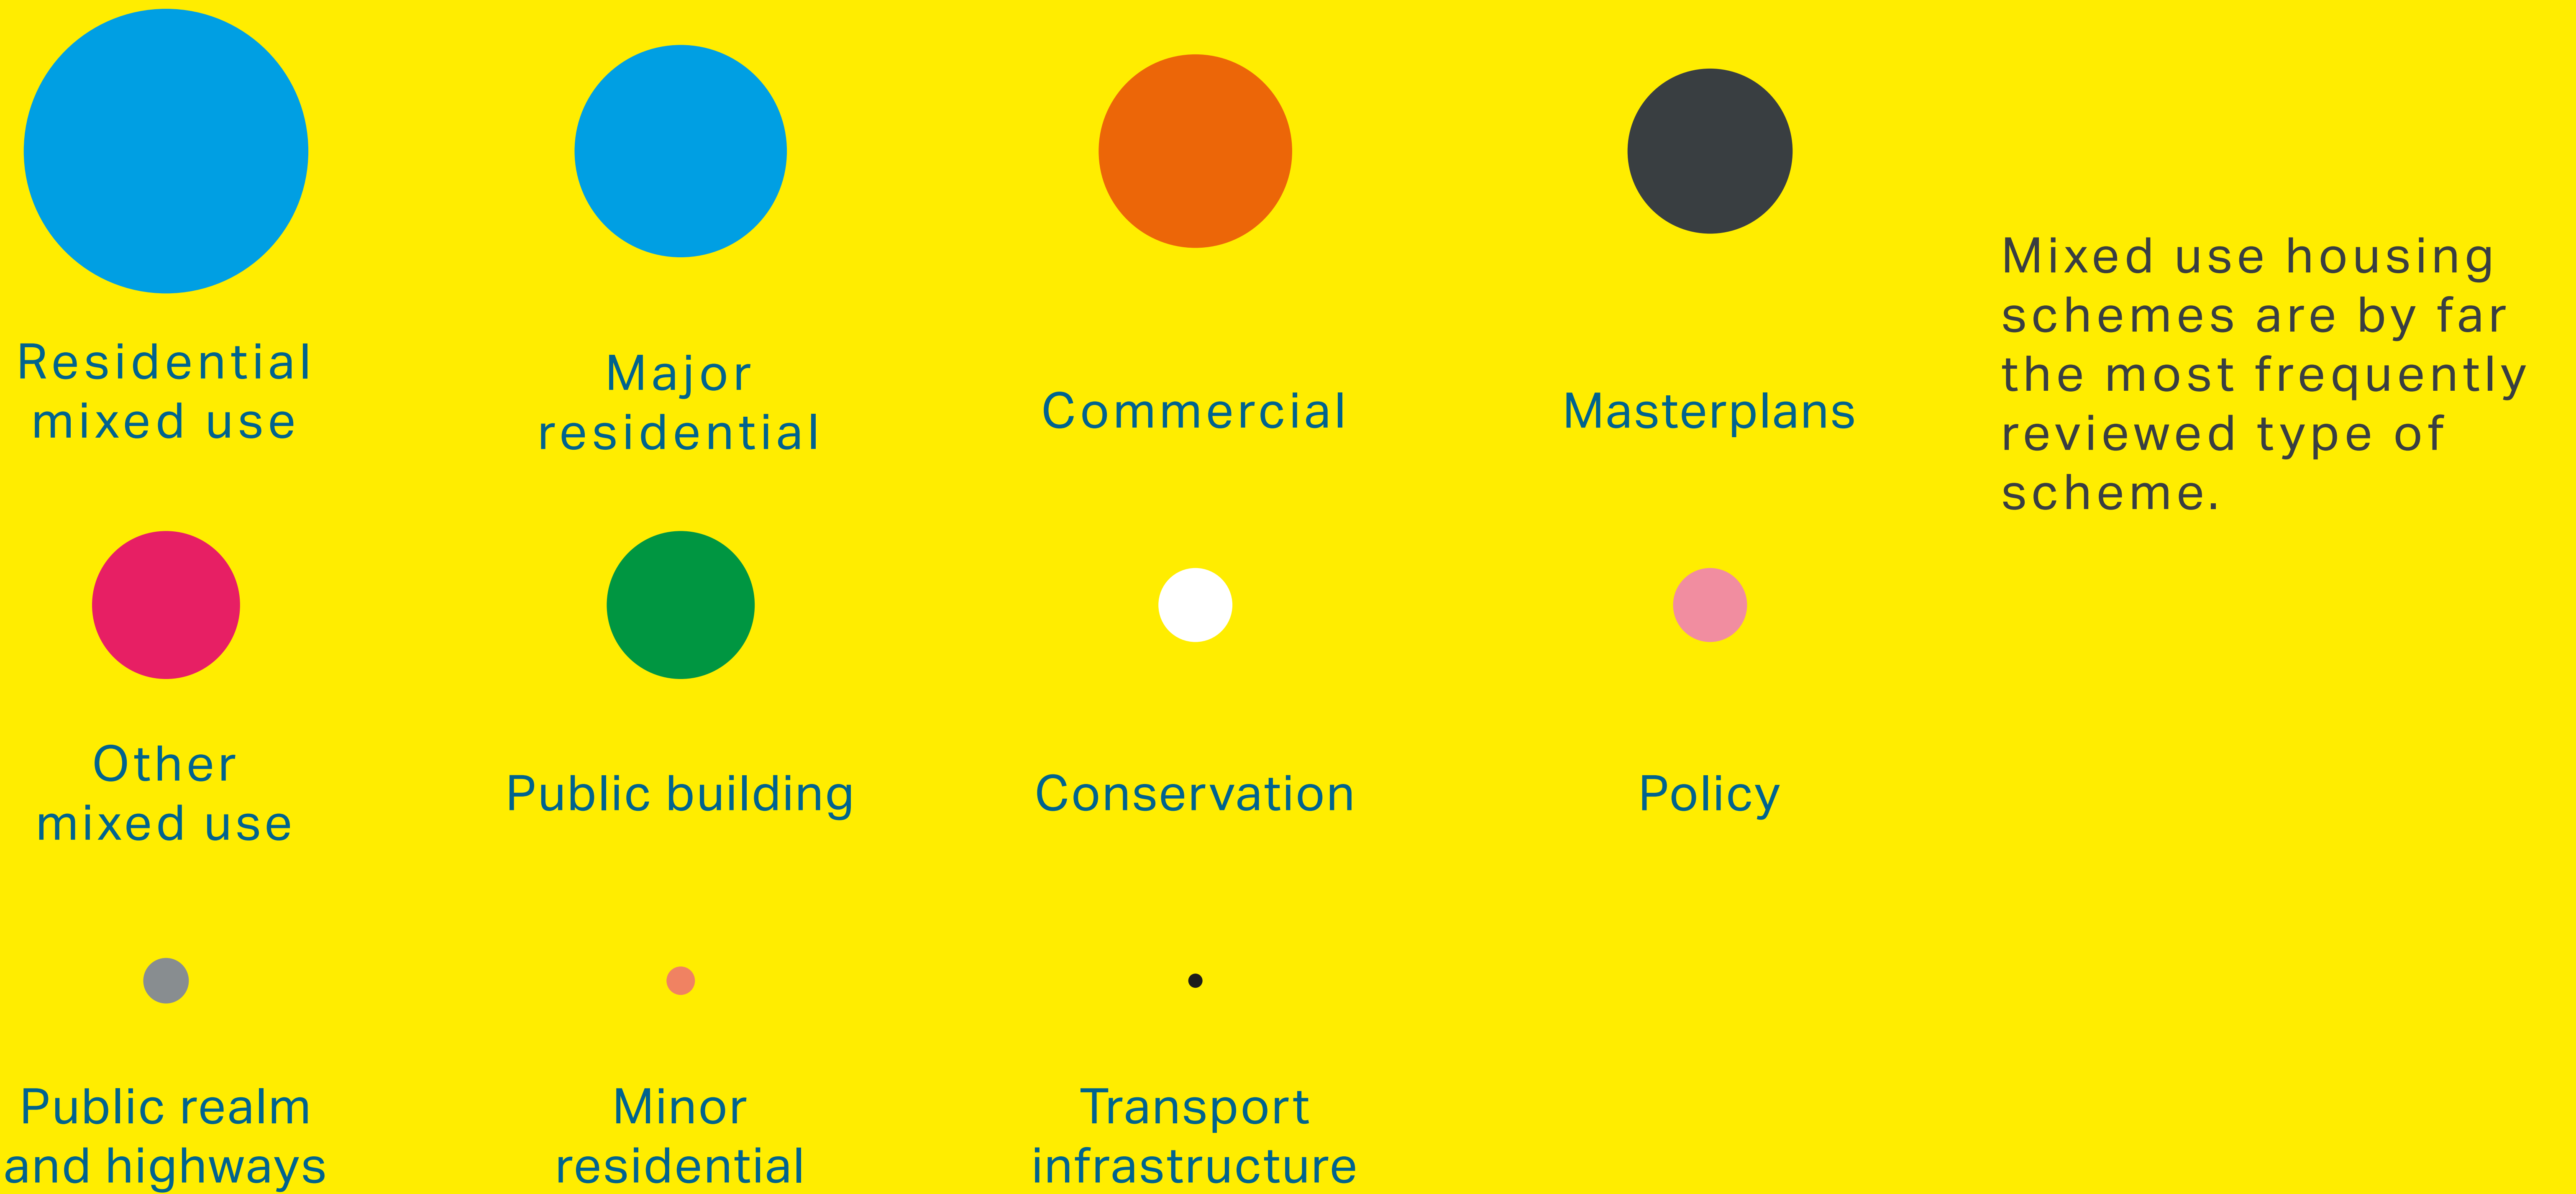 Residential
mixed use
Major
residential
Commercial
Masterplans
Mixed use housing
schemes are by far
the most frequently
reviewed type of
scheme.
Other
mixed use
Public building
Conservation
Policy
Public realm
and highways
Minor
residential
Transport
infrastructure